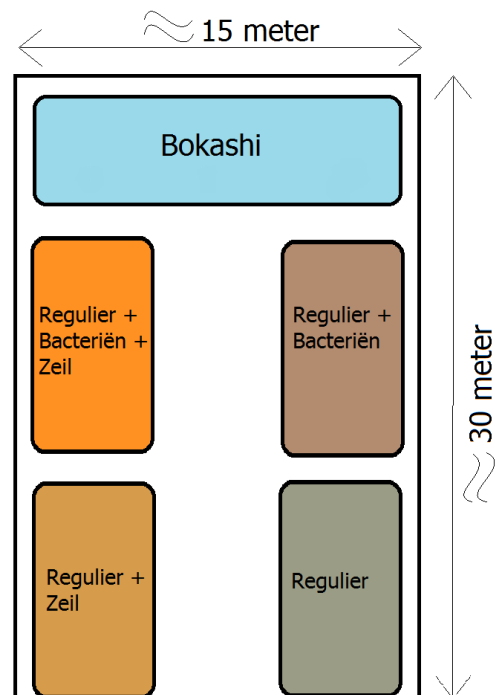 15 meter
Bokashi
Regulier +
Bacteriën +
Zeil
Regulier +
Bacteriën
30 meter
Regulier +
Zeil
Regulier